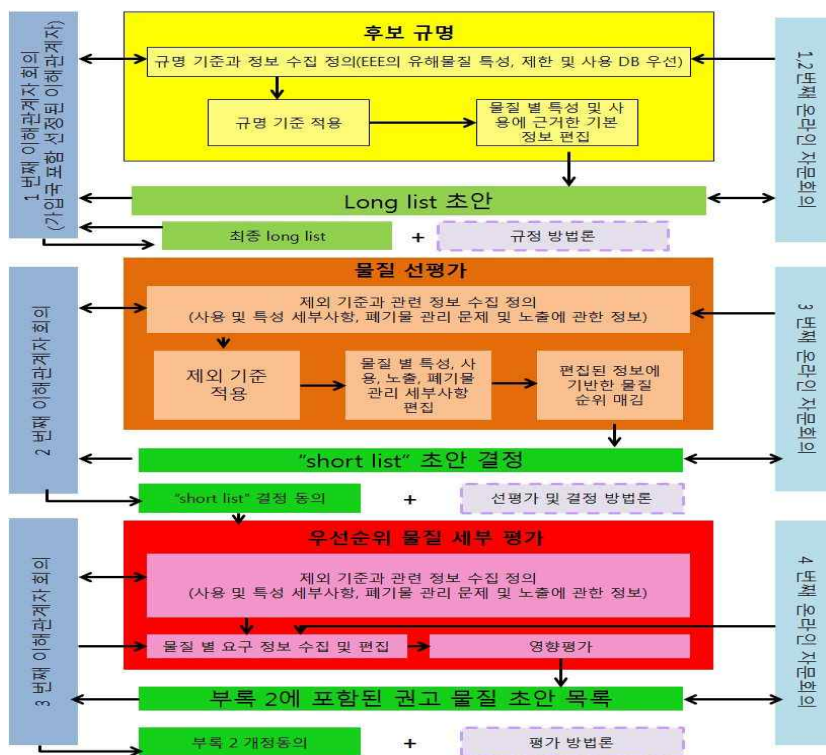 후보 규명
규명 기준과 정보 수집 정의(EEE의 유해물질 특성, 제한 및 사용 DB 우선)
규명 기준 적용
물질 별 특성 및 사
용에 근거한 기본
정보 편집
1 번째 이해관계자 회의
(가입국 포함 선정된 이해관계자)
1,2 번째 온라인 자문회의
Long list 초안
최종 long list
+
규정 방법론
물질 선평가
제외 기준과 관련 정보 수집 정의
(사용 및 특성 세부사항, 폐기물 관리 문제 및 노출에 관한 정보)
제외 기준
적용
물질 별 특성, 사
용, 노출, 폐기물
관리 세부사항
편집
편집된 정보에
기반한 물질
순위 매김
2 번째 이해관계자 회의
3 번째 온라인 자문회의
“short list” 초안 결정
“short list” 결정 동의
+
선평가 및 결정 방법론
우선순위 물질 세부 평가
제외 기준과 관련 정보 수집 정의
(사용 및 특성 세부사항, 폐기물 관리 문제 및 노출에 관한 정보)
물질 별 요구 정보 수집 및 편집
영향평가
3 번째 이해관계자 회의
4 번째 온라인 자문회의
부록 2에 포함된 권고 물질 초안 목록
부록 2 개정동의
+
평가 방법론